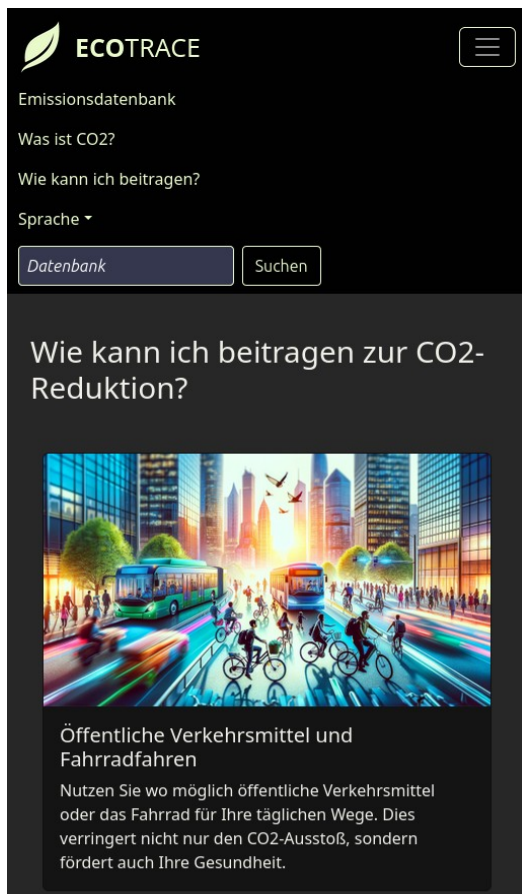 ECOTRACE
Emissionsdatenbank
Was ist CO2?
Wie kann ich beitragen?
Sprache
Datenbank
Suchen
Wie kann ich beitragen zur CO2-
Reduktion?
Öffentliche Verkehrsmittel und
Fahrradfahren
Nutzen Sie wo möglich öffentliche Verkehrsmittel
oder das Fahrrad für Ihre täglichen Wege. Dies
verringert nicht nur den CO2-Ausstoß, sondern
fördert auch Ihre Gesundheit.